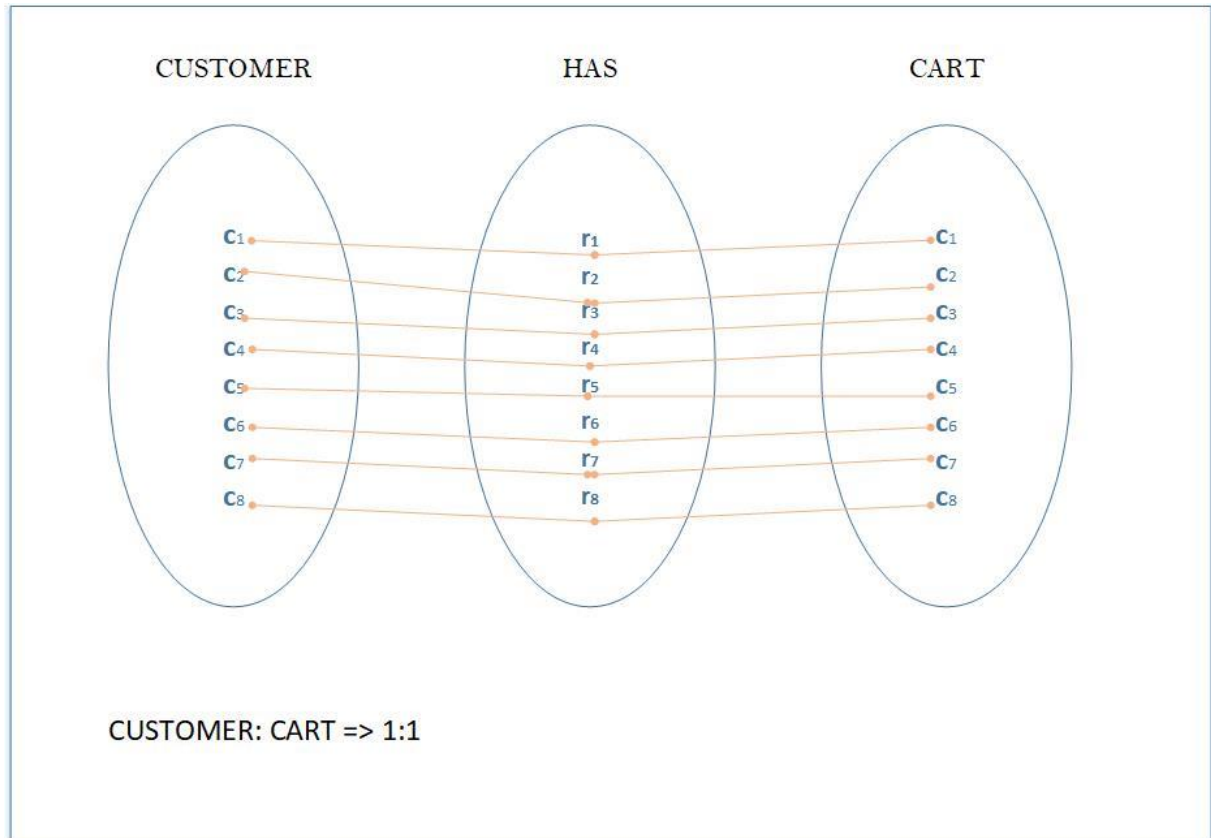 CUSTOMER HAS CART
c1 r1 c1
c2 r2 c2
c3 r3 c3
c4 r4 c4
c5 r5 c5
c6 r6 c6
c7 r7 c7
c8 r8 c8
CUSTOMER: CART => 1:1